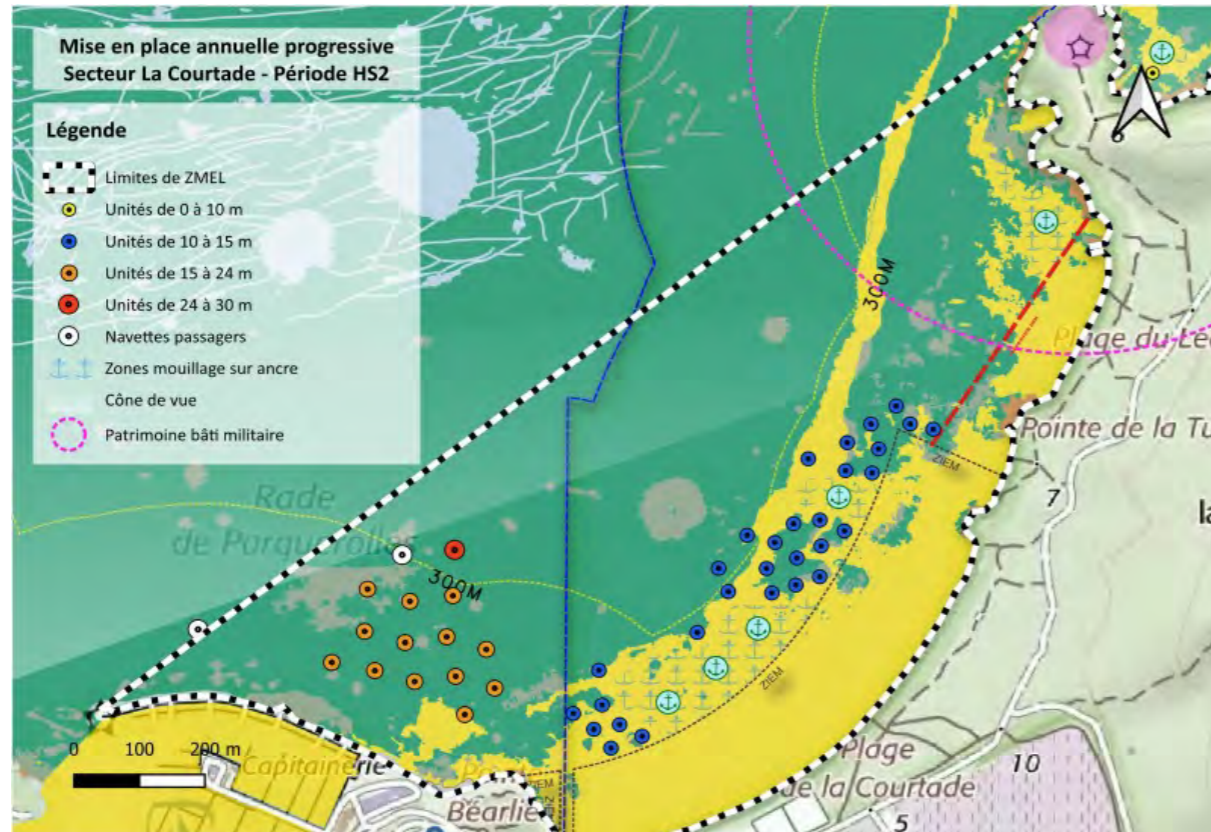 Mise en place annuelle progressive
Secteur La Courtade - Période HS2
Légende
Limites de ZMEL
Unités de 0 à 10 m
Unités de 10 à 15 m
Unités de 15 à 24 m
Unités de 24 à 30 m
Navettes passagers
Zones mouillage sur ancre
Cône de vue
Patrimoine bâti militaire
6
300M
Plage du Lé
Pointe de la Tu
ZIEM
7
la
Rade
de Porquerolles
300M
ZIEM
0 100 200 m
Capitainerie
Béarlie
Plage
de la Courtade
10
5